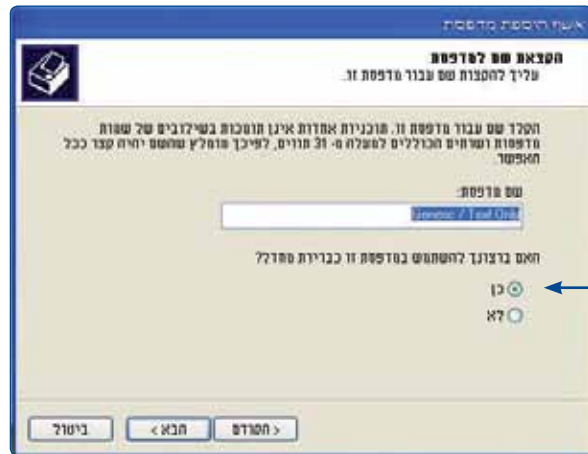 אשף הוספת מדפסת
הקצאת שם למדפסת
עליך להקצות שם עבור מדפסת זו.
הקלד שם עבור מדפסת זו. תוכניות אחדות אינן תומכות בשילובים של שמות
מדפסות ושרתים הכוללים למעלה מ- 31 תווים, לפיכך מומלץ שהשם יהיה קצר ככל
האפשר.
שם מדפסת:
Generic / Text Only
האם ברצונך להשתמש במדפסת זו כברירת מחדל?
כן
לא
< הקודם
הבא >
ביטול